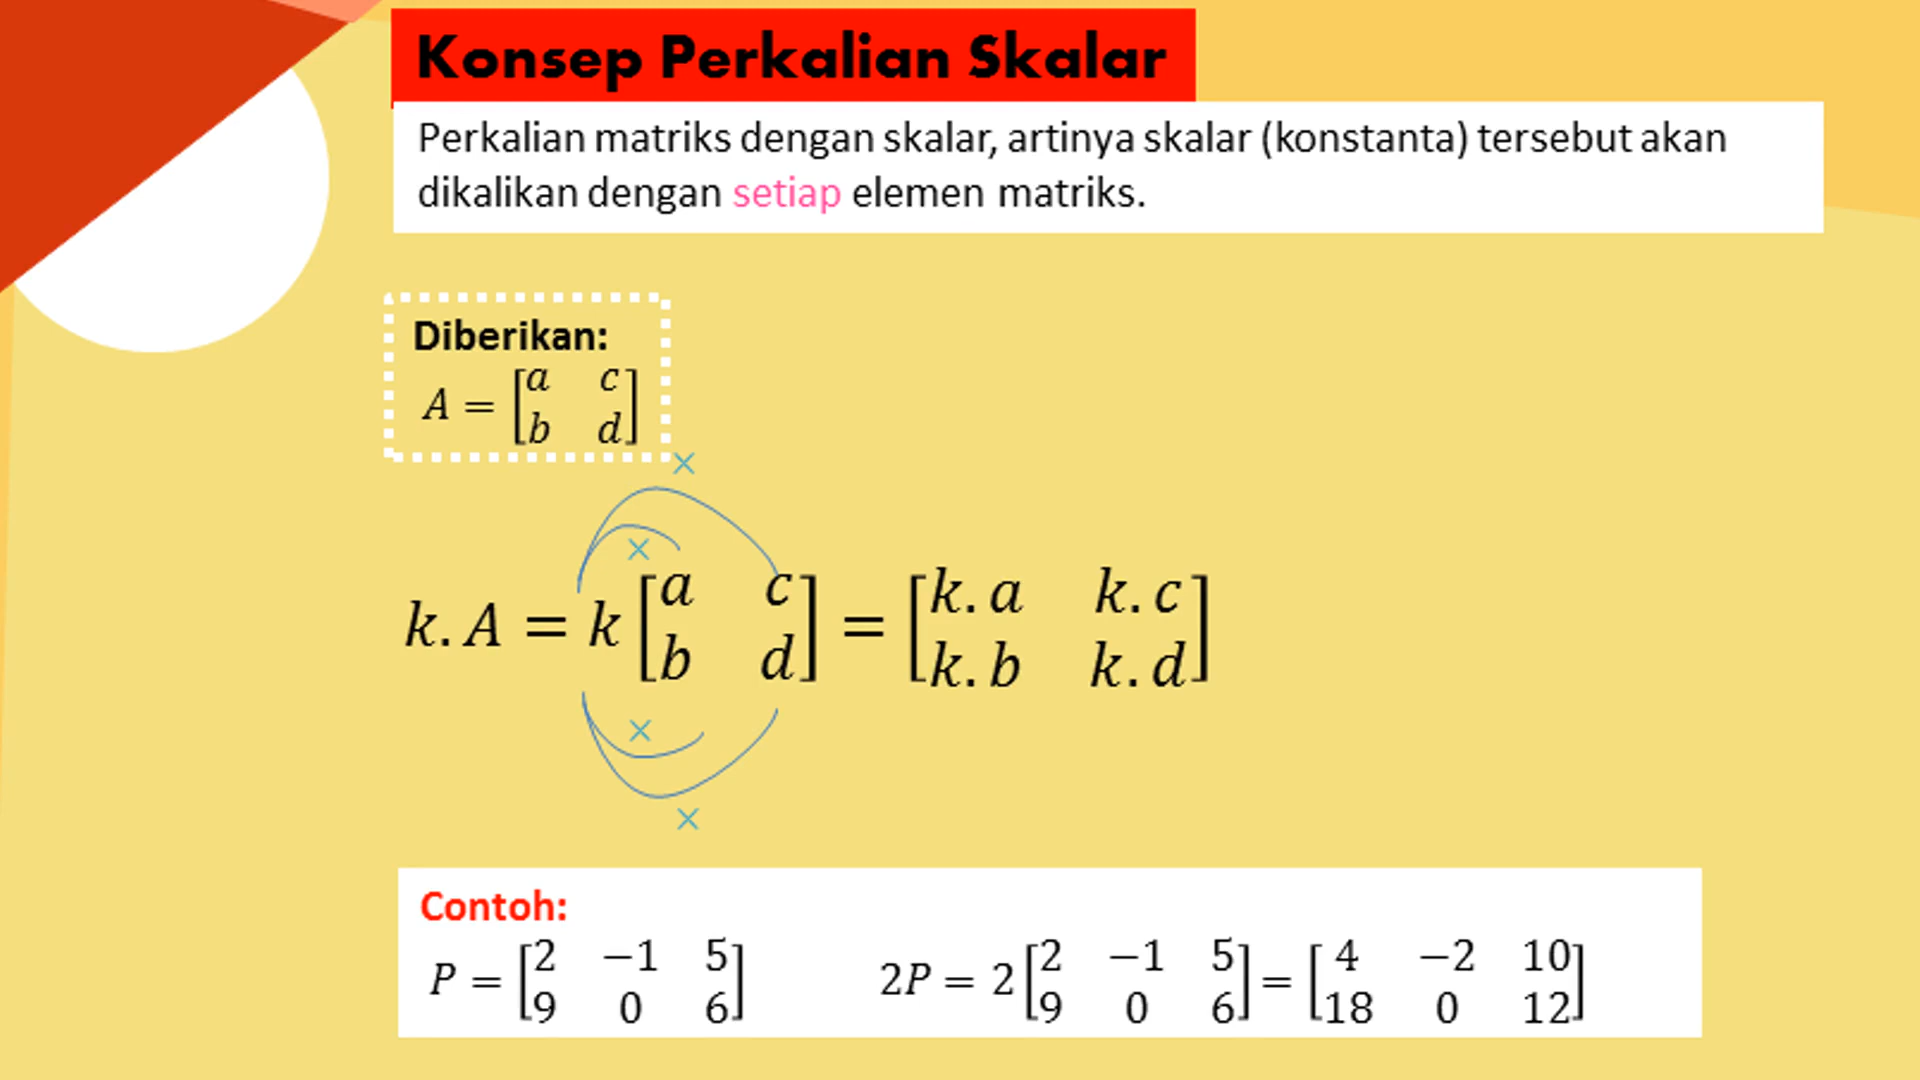 Konsep Perkalian Skalar
Perkalian matriks dengan skalar, artinya skalar (konstanta) tersebut akan
dikalikan dengan setiap elemen matriks.
Diberikan:
A = [a c
b d]
×
×
k. A = k [a c
b d] = [k. a k. c
k. b k. d]
×
×
Contoh:
P = [2 −1 5
9 0 6]
2P = 2 [2 −1 5
9 0 6] = [4 −2 10
18 0 12]